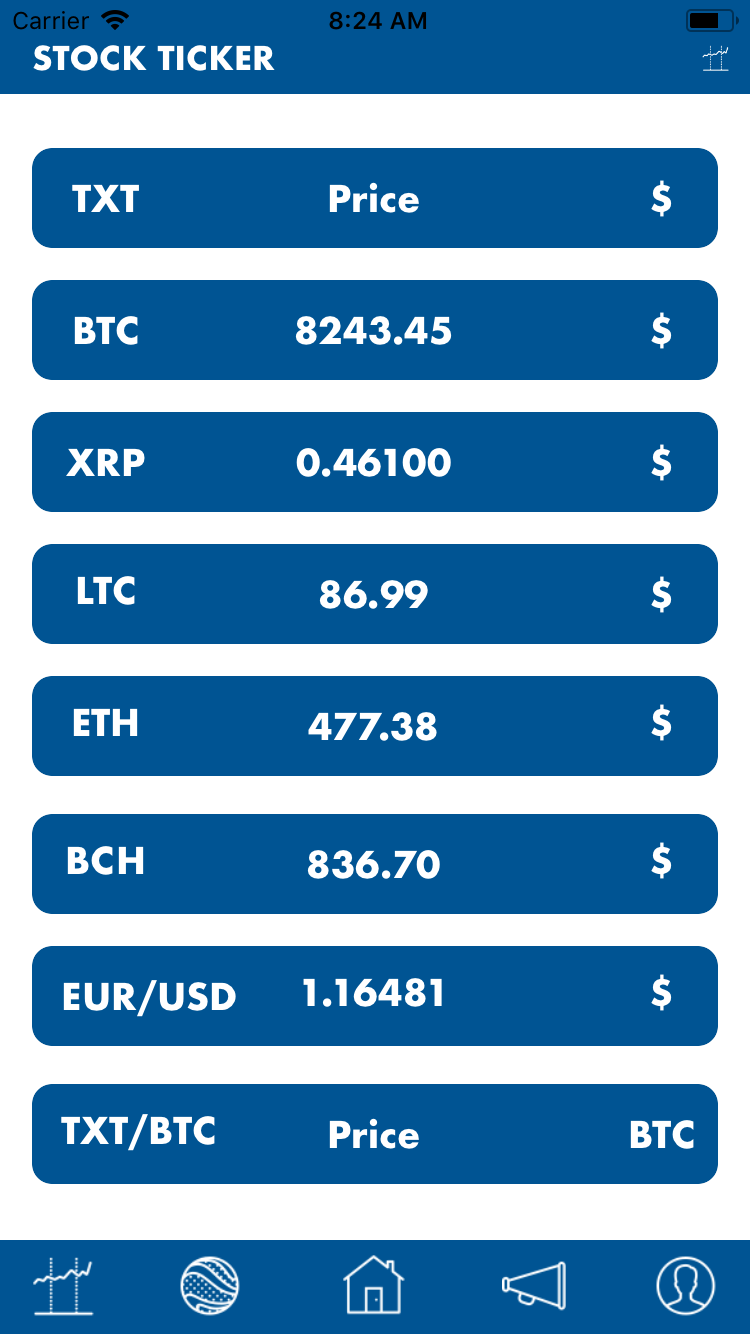 Carrier 8:24 AM
STOCK TICKER
TXT Price $
BTC 8243.45 $
XRP 0.46100 $
LTC 86.99 $
ETH 477.38 $
BCH 836.70 $
EUR/USD 1.16481 $
TXT/BTC Price BTC